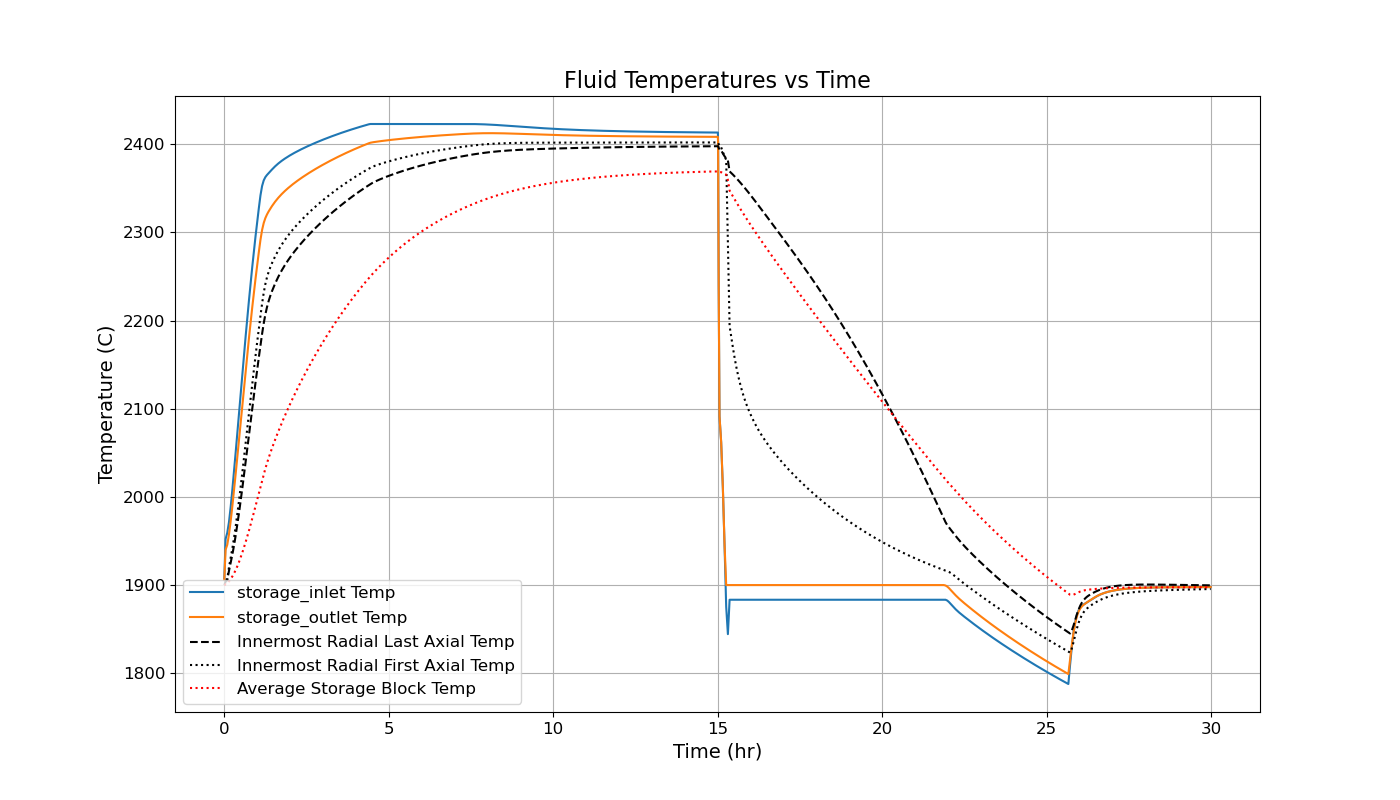 Fluid Temperatures vs Time
Temperature (C)
2400
2300
2200
2100
2000
1900
1800
storage_inlet Temp
storage_outlet Temp
Innermost Radial Last Axial Temp
Innermost Radial First Axial Temp
Average Storage Block Temp
0 5 10 15 20 25 30
Time (hr)